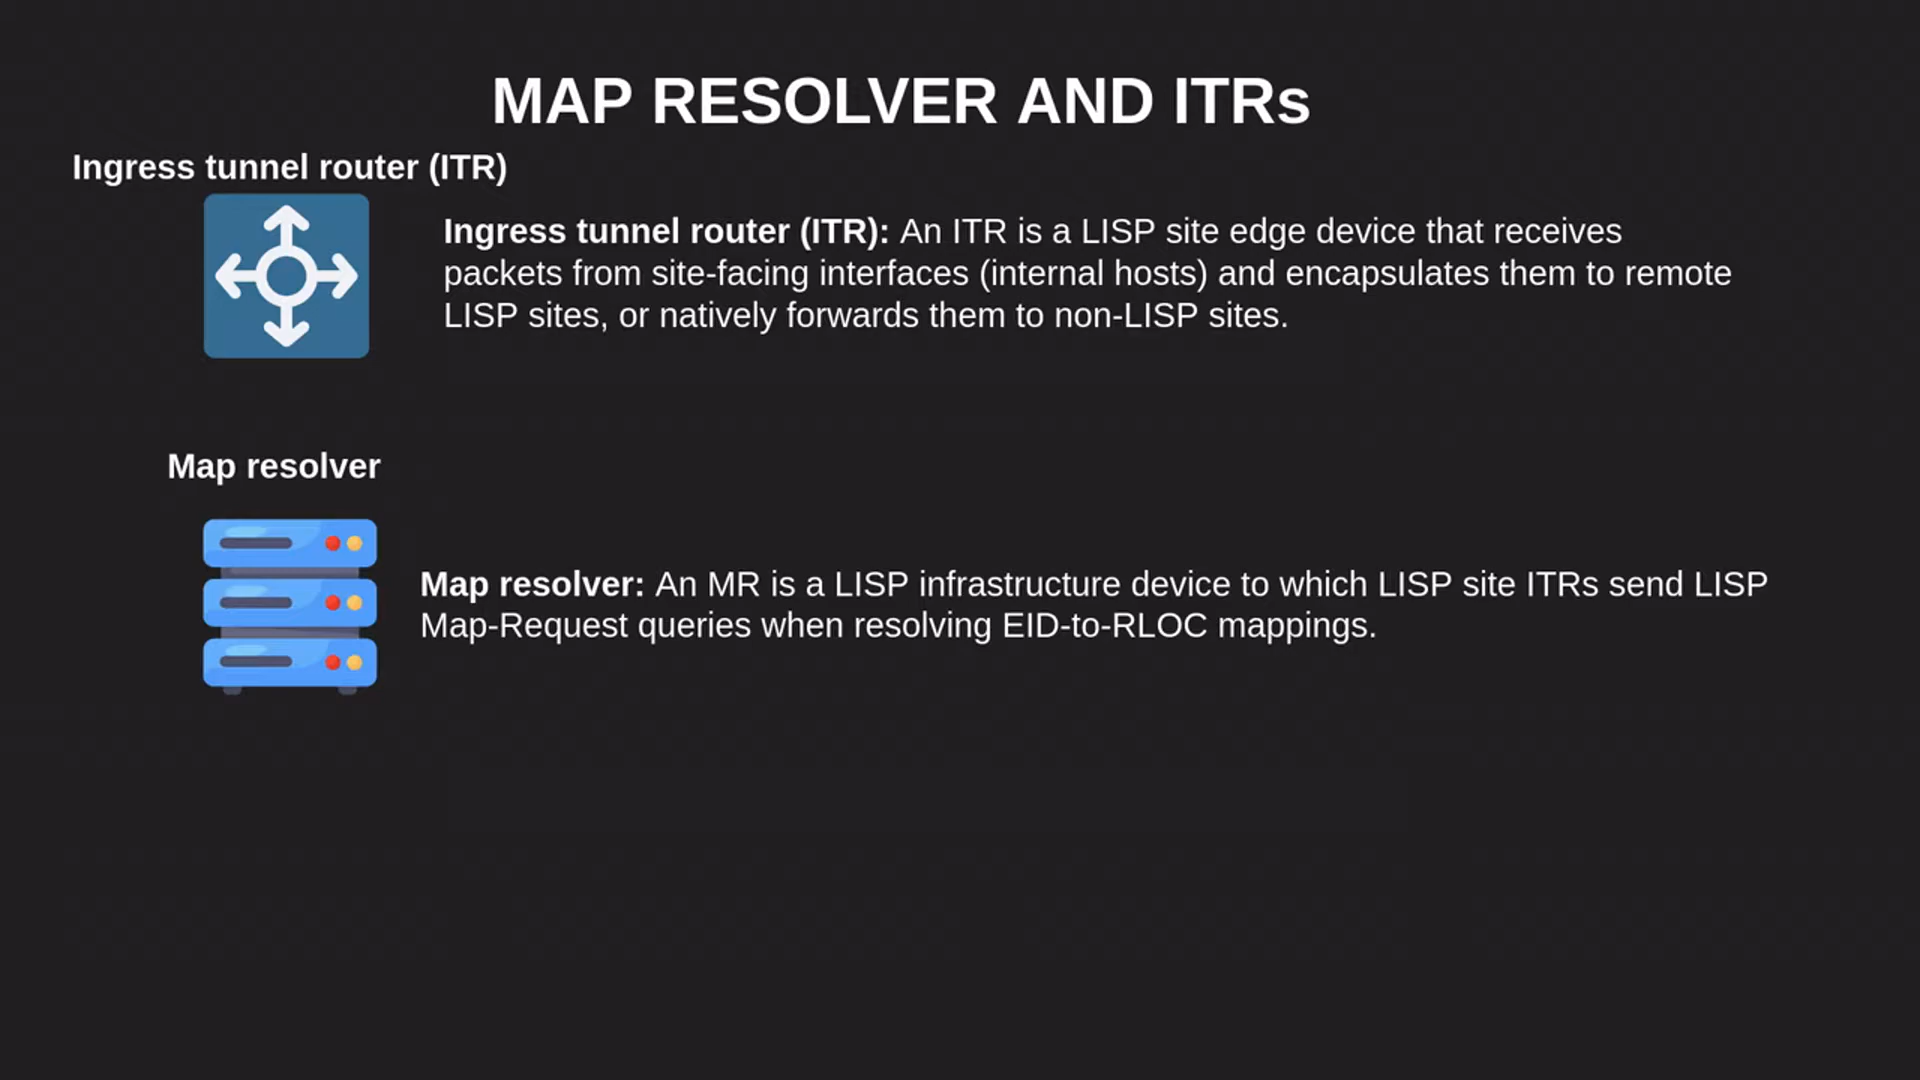 MAP RESOLVER AND ITRs
Ingress tunnel router (ITR)
Ingress tunnel router (ITR): An ITR is a LISP site edge device that receives
packets from site-facing interfaces (internal hosts) and encapsulates them to remote
LISP sites, or natively forwards them to non-LISP sites.
Map resolver
Map resolver: An MR is a LISP infrastructure device to which LISP site ITRs send LISP
Map-Request queries when resolving EID-to-RLOC mappings.